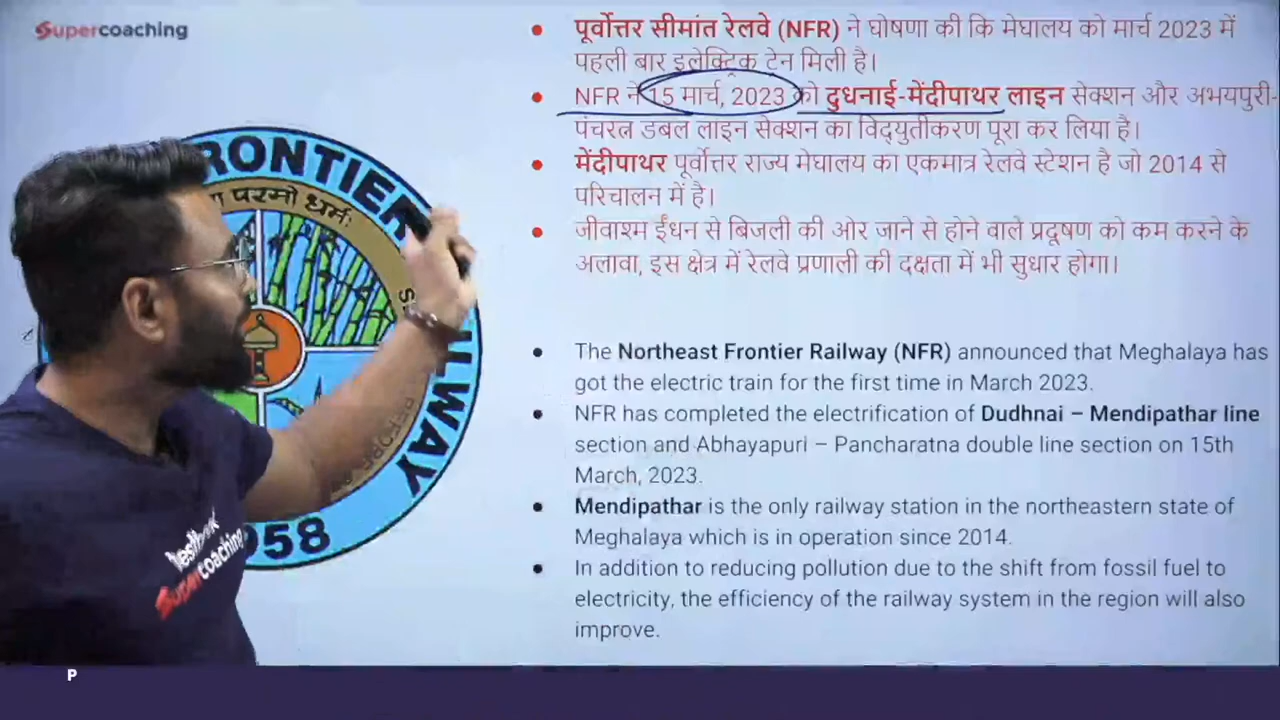 Supercoaching
पूर्वोत्तर सीमांत रेलवे (NFR) ने घोषणा की कि मेघालय को मार्च 2023 में
पहली बार इलेक्ट्रिक ट्रेन मिली है।
NFR ने 15 मार्च, 2023 को दुधनाई-मेंदीपाथर लाइन सेक्शन और अभयपुरी-
पंचरत्न डबल लाइन सेक्शन का विद्युतीकरण पूरा कर लिया है।
मेंदीपाथर पूर्वोत्तर राज्य मेघालय का एकमात्र रेलवे स्टेशन है जो 2014 से
परिचालन में है।
जीवाश्म ईंधन से बिजली की ओर जाने से होने वाले प्रदूषण को कम करने के
अलावा, इस क्षेत्र में रेलवे प्रणाली की दक्षता में भी सुधार होगा।
The Northeast Frontier Railway (NFR) announced that Meghalaya has
got the electric train for the first time in March 2023.
NFR has completed the electrification of Dudhnai – Mendipathar line
section and Abhayapuri – Pancharatna double line section on 15th
March, 2023.
Mendipathar is the only railway station in the northeastern state of
Meghalaya which is in operation since 2014.
In addition to reducing pollution due to the shift from fossil fuel to
electricity, the efficiency of the railway system in the region will also
improve.
RONTIER
परमो धर्मः
LWAY
958
testbook
Supercoaching
P